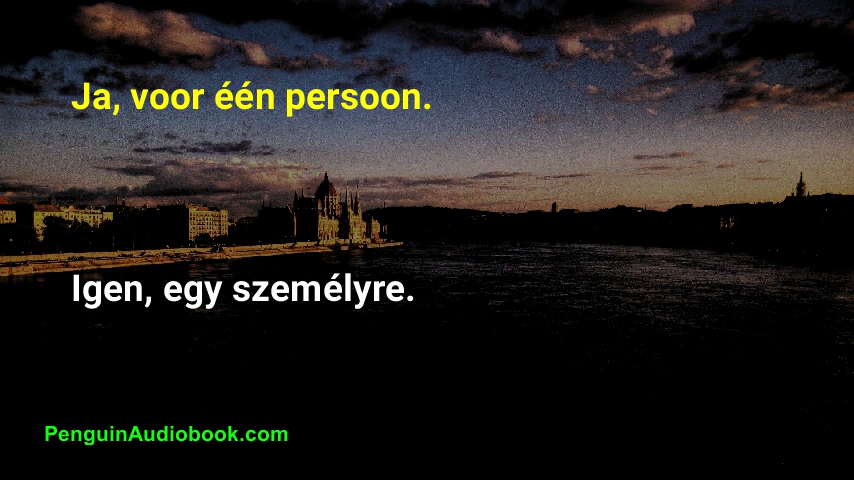 Ja, voor één persoon.
Igen, egy személyre.
PenguinAudiobook.com